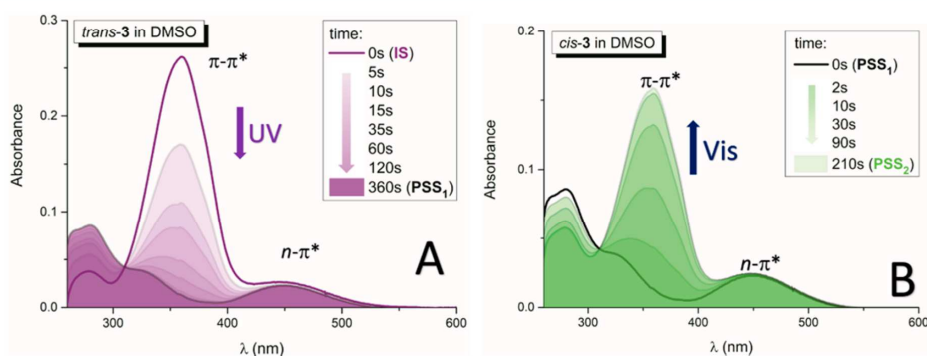 trans-3 in DMSO
time:
0s (IS)
5s
10s
15s
35s
60s
120s
360s (PSS₁)
π-π*
UV
n-π*
A
Absorbance
0.3
0.2
0.1
0.0
300
400
500
600
λ (nm)
cis-3 in DMSO
time:
0s (PSS₁)
2s
10s
30s
90s
210s (PSS₂)
π-π*
Vis
n-π*
B
Absorbance
0.2
0.1
0.0
300
400
500
600
λ (nm)